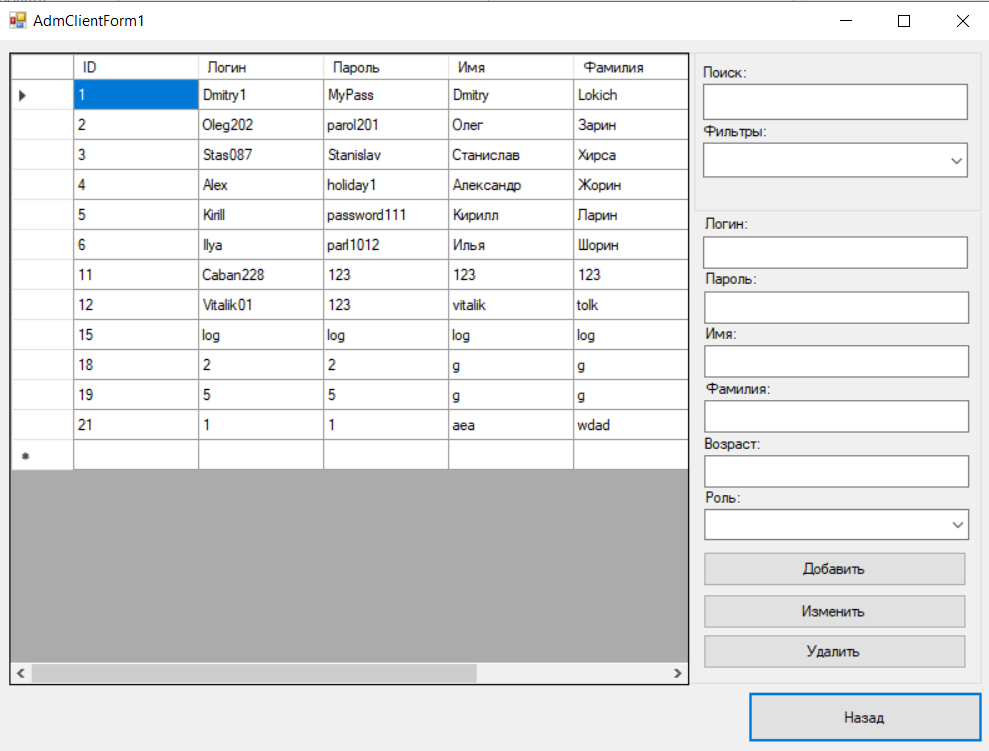 AdmClientForm1
ID Логин Пароль Имя Фамилия
1 Dmitry1 MyPass Dmitry Lokich
2 Oleg202 parol201 Олег Зарин
3 Stas087 Stanislav Станислав Хирса
4 Alex holiday1 Александр Жорин
5 Kirill password111 Кирилл Ларин
6 Ilya parl1012 Илья Шорин
11 Caban228 123 123 123
12 Vitalik01 123 vitalik tolk
15 log log log log
18 2 2 g g
19 5 5 g g
21 1 1 aea wdad
Поиск:
Фильтры:
Логин:
Пароль:
Имя:
Фамилия:
Возраст:
Роль:
Добавить
Изменить
Удалить
Назад